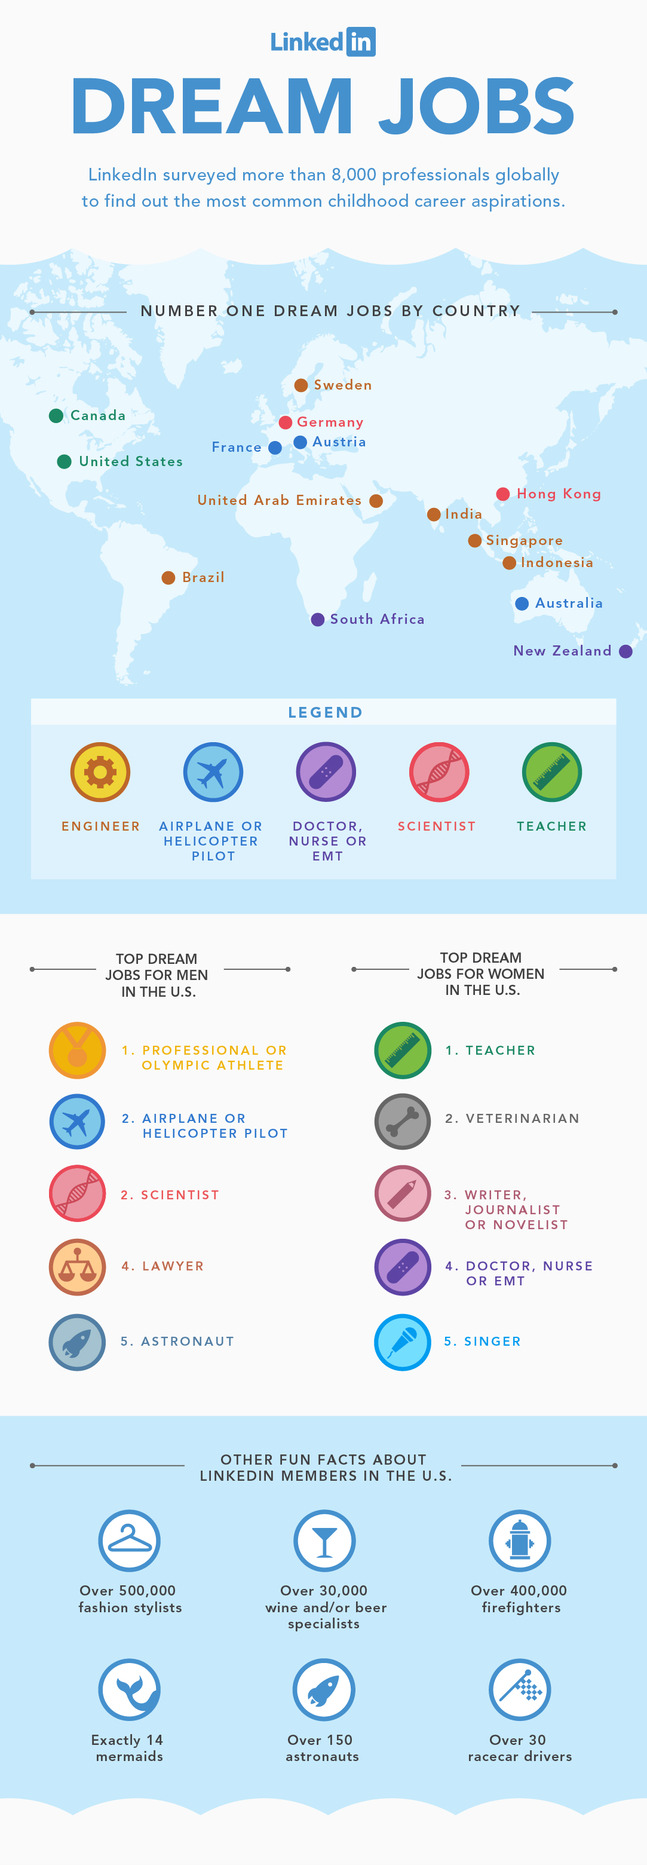 Linked in
DREAM JOBS
LinkedIn surveyed more than 8,000 professionals globally
to find out the most common childhood career aspirations.
NUMBER ONE DREAM JOBS BY COUNTRY
Sweden
Canada
Germany
France
Austria
United States
Hong Kong
United Arab Emirates
India
Singapore
Indonesia
Brazil
Australia
South Africa
New Zealand
LEGEND
ENGINEER
AIRPLANE OR
HELICOPTER
PILOT
DOCTOR,
NURSE OR
EMT
SCIENTIST
TEACHER
TOP DREAM
JOBS FOR MEN
IN THE U.S.
1. PROFESSIONAL OR
OLYMPIC ATHLETE
2. AIRPLANE OR
HELICOPTER PILOT
2. SCIENTIST
4. LAWYER
5. ASTRONAUT
TOP DREAM
JOBS FOR WOMEN
IN THE U.S.
1. TEACHER
2. VETERINARIAN
3. WRITER,
JOURNALIST
OR NOVELIST
4. DOCTOR, NURSE
OR EMT
5. SINGER
OTHER FUN FACTS ABOUT
LINKEDIN MEMBERS IN THE U.S.
Over 500,000
fashion stylists
Over 30,000
wine and/or beer
specialists
Over 400,000
firefighters
Exactly 14
mermaids
Over 150
astronauts
Over 30
racecar drivers